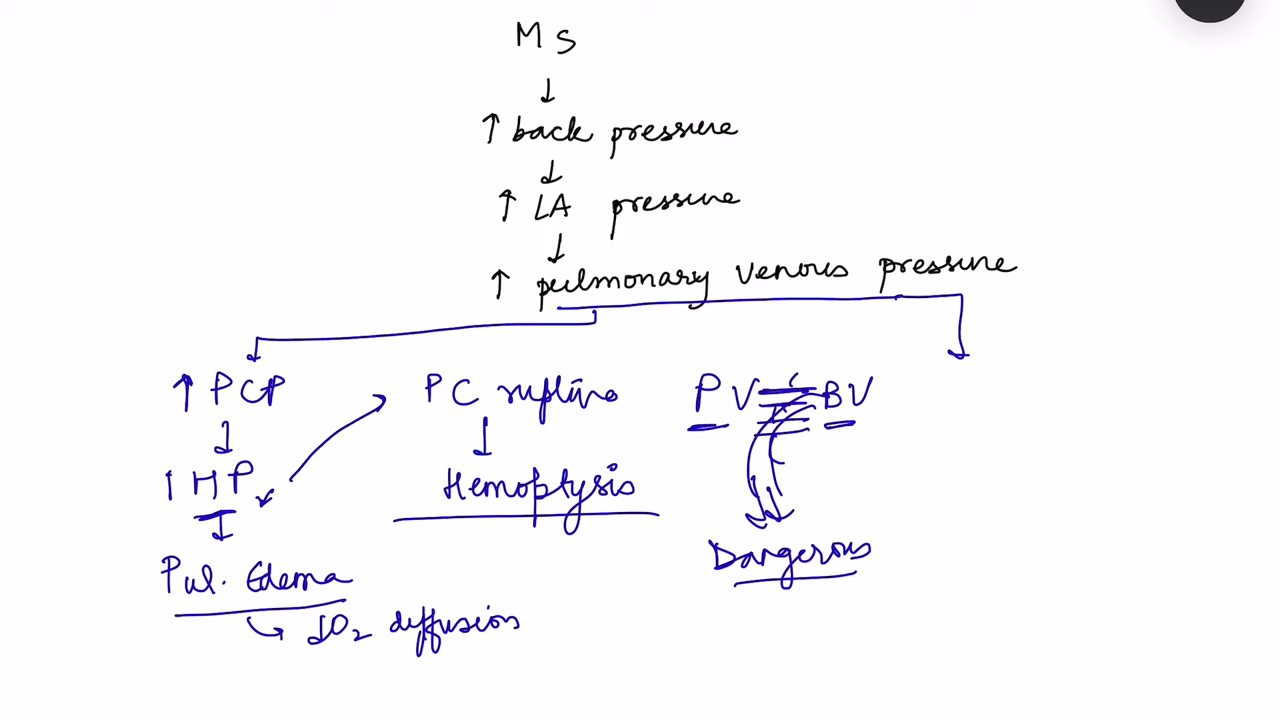 M S
↓
↑ back pressure
↓
↑ LA pressure
↓
↑ pulmonary venous pressure
↑ PCP
↓
↑ HP
↓
Pul. Edema
↓O2 diffusion
PC rupture
↓
Hemoptysis
PV BV
Dangerous